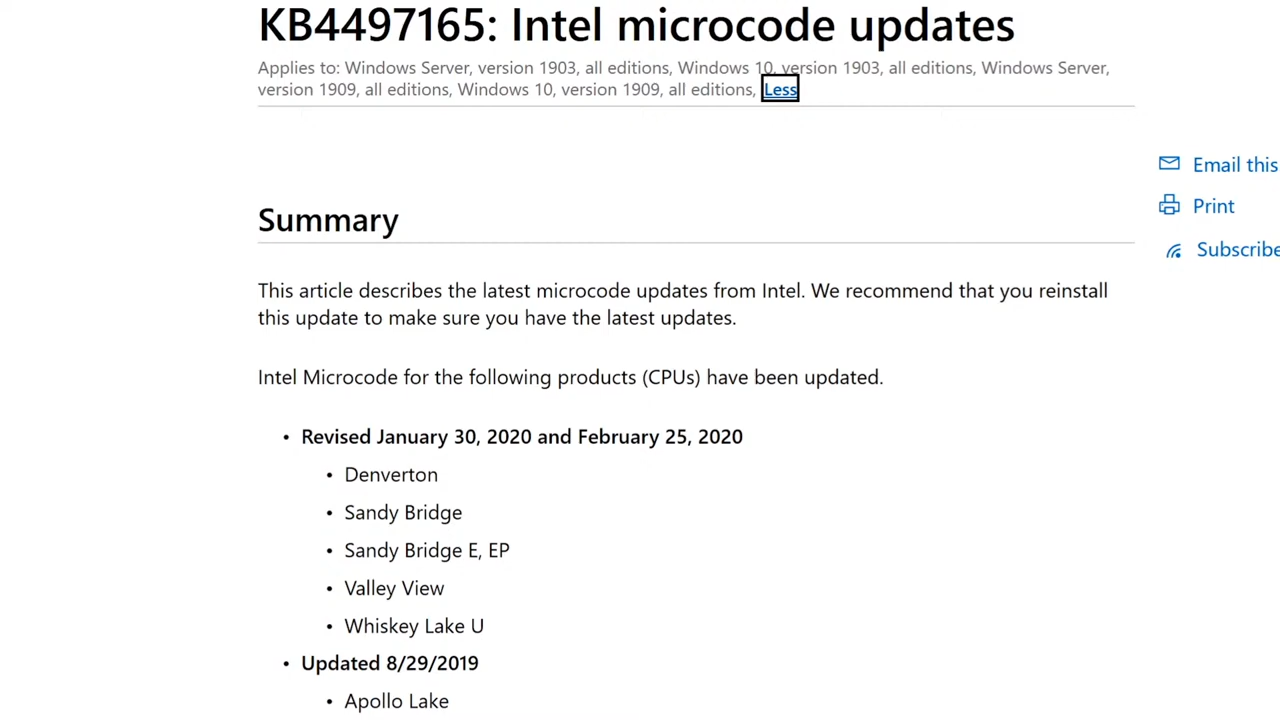 KB4497165: Intel microcode updates
Applies to: Windows Server, version 1903, all editions, Windows 10, version 1903, all editions, Windows Server,
version 1909, all editions, Windows 10, version 1909, all editions, Less
Email this
Print
Subscribe
Summary
This article describes the latest microcode updates from Intel. We recommend that you reinstall
this update to make sure you have the latest updates.
Intel Microcode for the following products (CPUs) have been updated.
• Revised January 30, 2020 and February 25, 2020
• Denverton
• Sandy Bridge
• Sandy Bridge E, EP
• Valley View
• Whiskey Lake U
• Updated 8/29/2019
• Apollo Lake